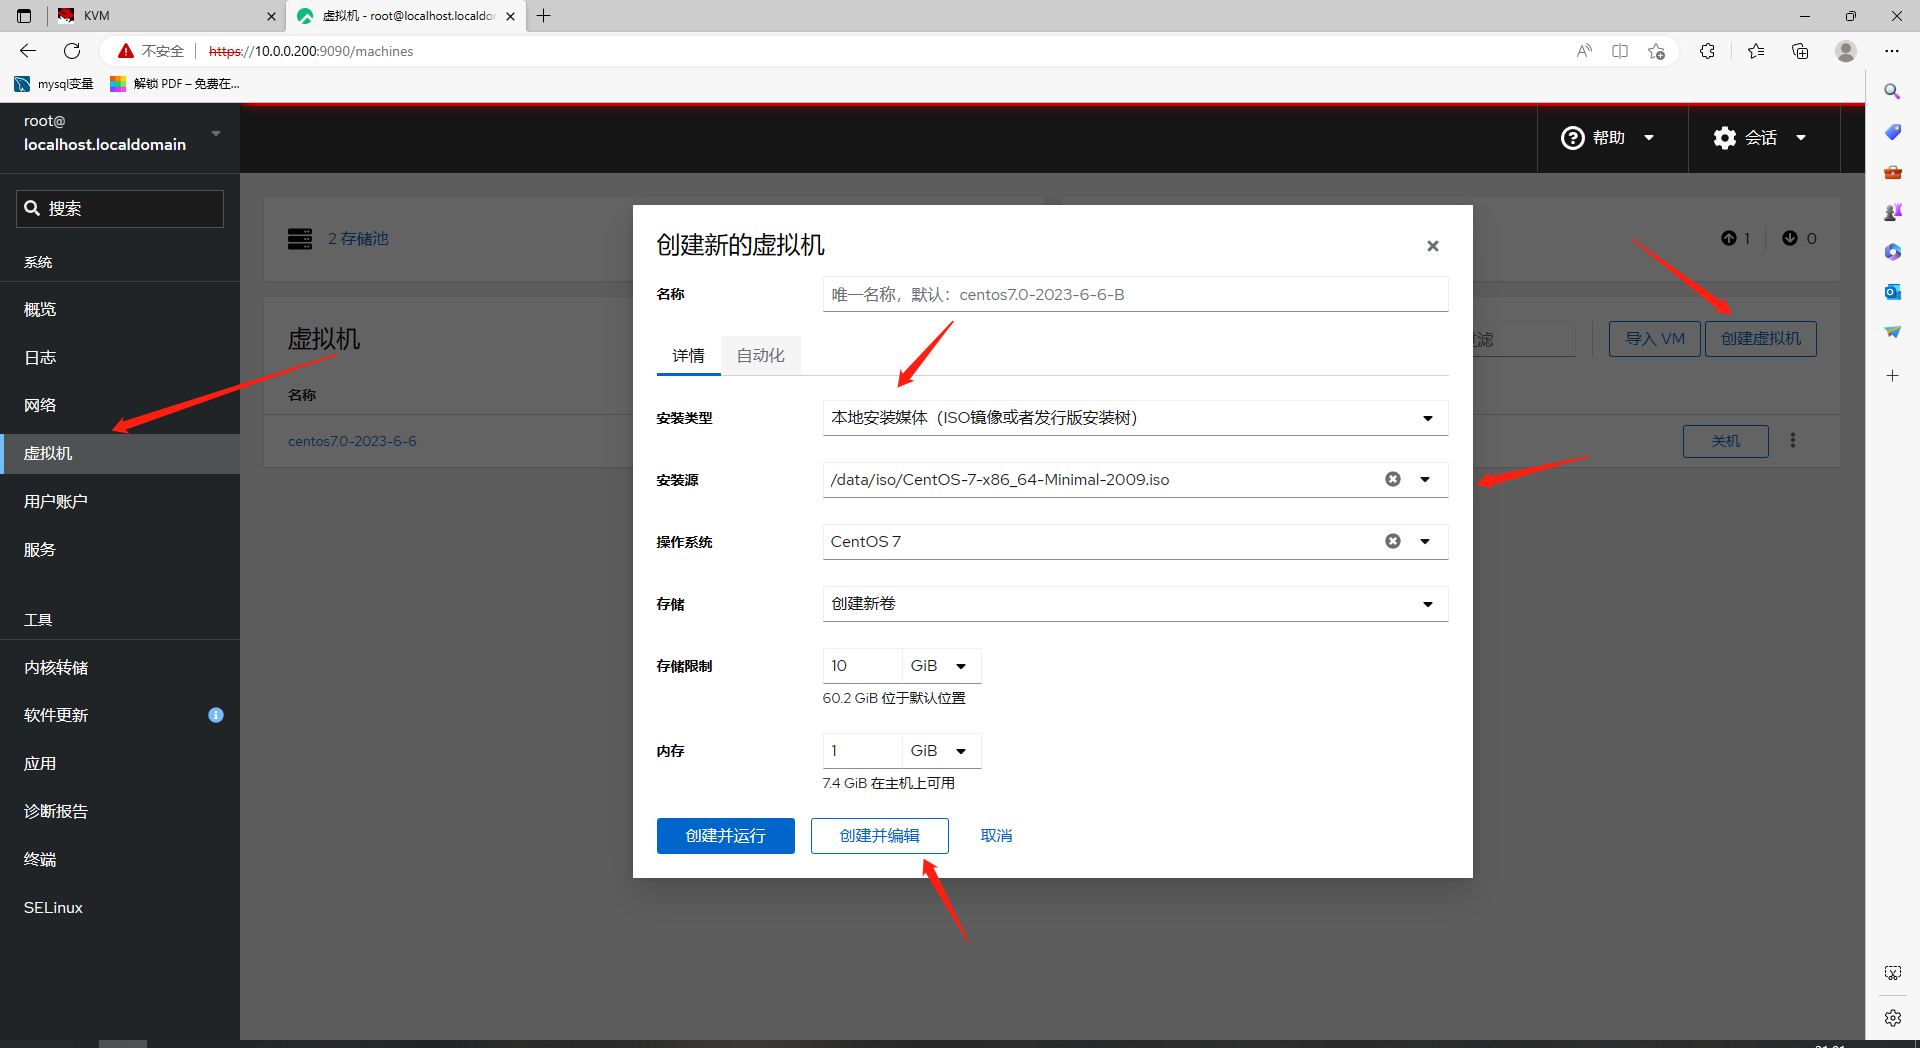 KVM
虚拟机 - root@localhost.localdo
不安全
https://10.0.0.200:9090/machines
mysql变量
解锁 PDF – 免费在...
root@
localhost.localdomain
帮助
会话
搜索
系统
概览
日志
网络
虚拟机
用户账户
服务
工具
内核转储
软件更新
应用
诊断报告
终端
SELinux
2 存储池
1
0
虚拟机
滤
导入 VM
创建虚拟机
名称
centos7.0-2023-6-6
关机
创建新的虚拟机
名称
唯一名称，默认：centos7.0-2023-6-6-B
详情
自动化
安装类型
本地安装媒体（ISO镜像或者发行版安装树）
安装源
/data/iso/CentOS-7-x86_64-Minimal-2009.iso
操作系统
CentOS 7
存储
创建新卷
存储限制
10
GiB
60.2 GiB 位于默认位置
内存
1
GiB
7.4 GiB 在主机上可用
创建并运行
创建并编辑
取消